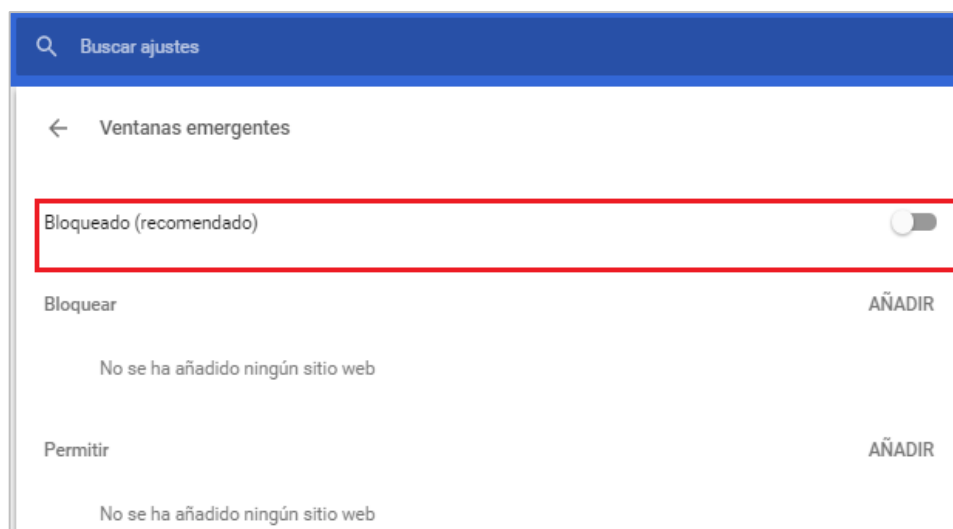 Buscar ajustes
Ventanas emergentes
Bloqueado (recomendado)
Bloquear AÑADIR
No se ha añadido ningún sitio web
Permitir AÑADIR
No se ha añadido ningún sitio web